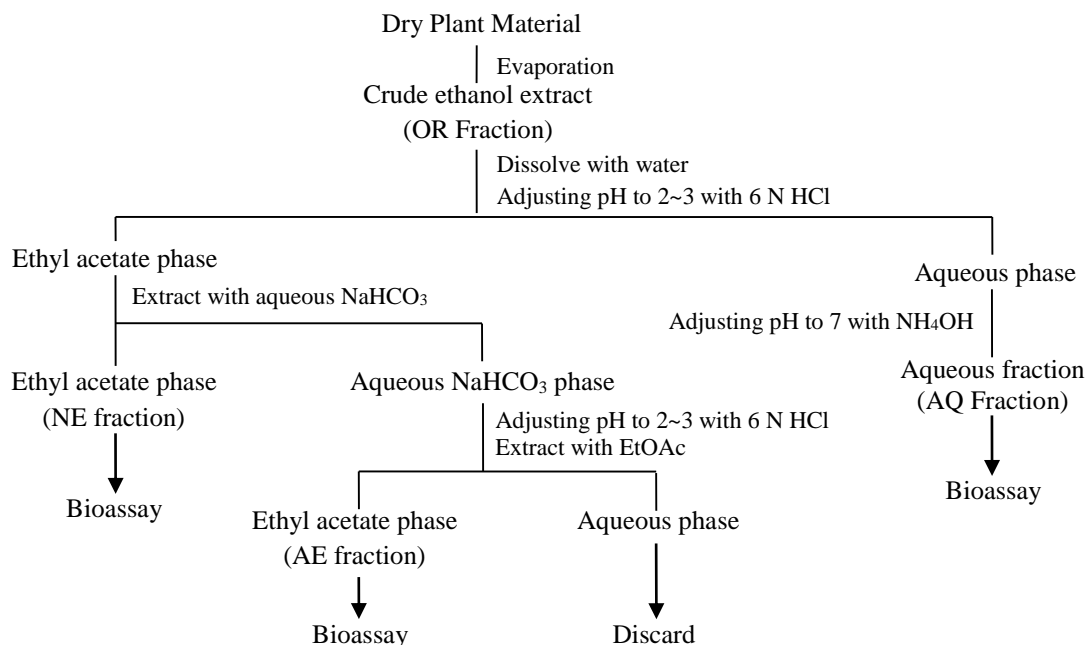 Dry Plant Material
Evaporation
Crude ethanol extract
(OR Fraction)
Dissolve with water
Adjusting pH to 2~3 with 6 N HCl
Ethyl acetate phase
Aqueous phase
Extract with aqueous NaHCO₃
Adjusting pH to 7 with NH₄OH
Ethyl acetate phase
(NE fraction)
Aqueous NaHCO₃ phase
Aqueous fraction
(AQ Fraction)
Adjusting pH to 2~3 with 6 N HCl
Extract with EtOAc
Bioassay
Bioassay
Ethyl acetate phase
(AE fraction)
Aqueous phase
Bioassay
Discard